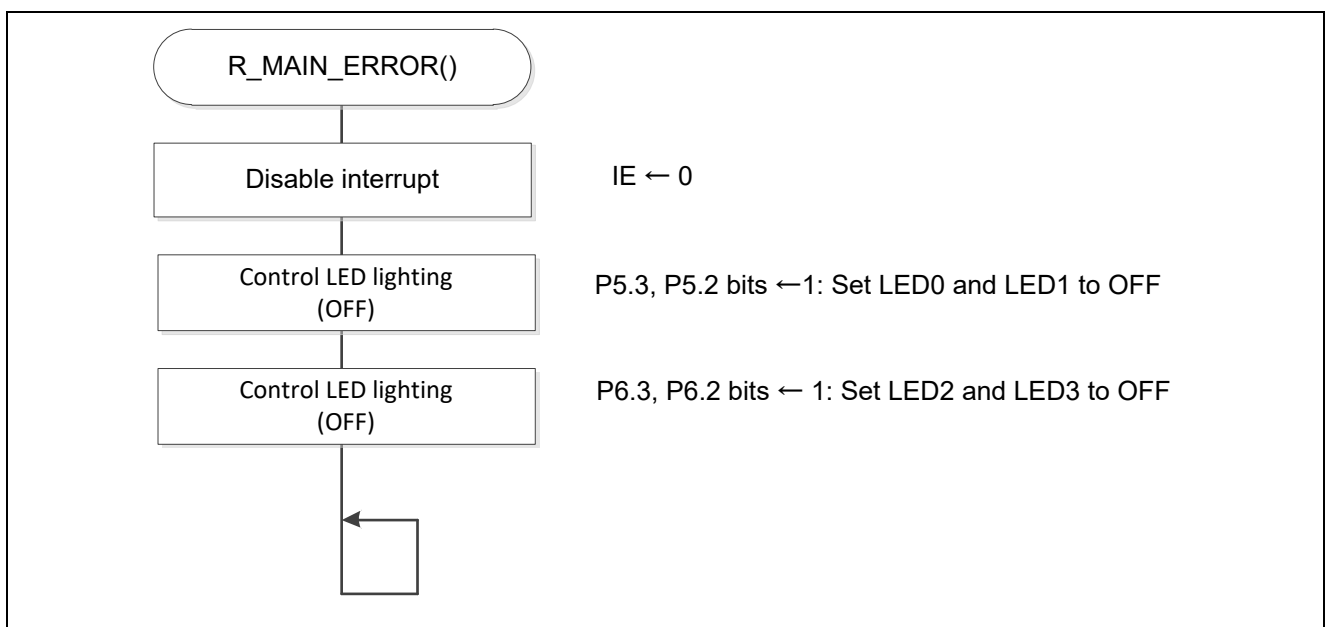 R_MAIN_ERROR()
Disable interrupt
IE ← 0
Control LED lighting
(OFF)
P5.3, P5.2 bits ←1: Set LED0 and LED1 to OFF
Control LED lighting
(OFF)
P6.3, P6.2 bits ← 1: Set LED2 and LED3 to OFF